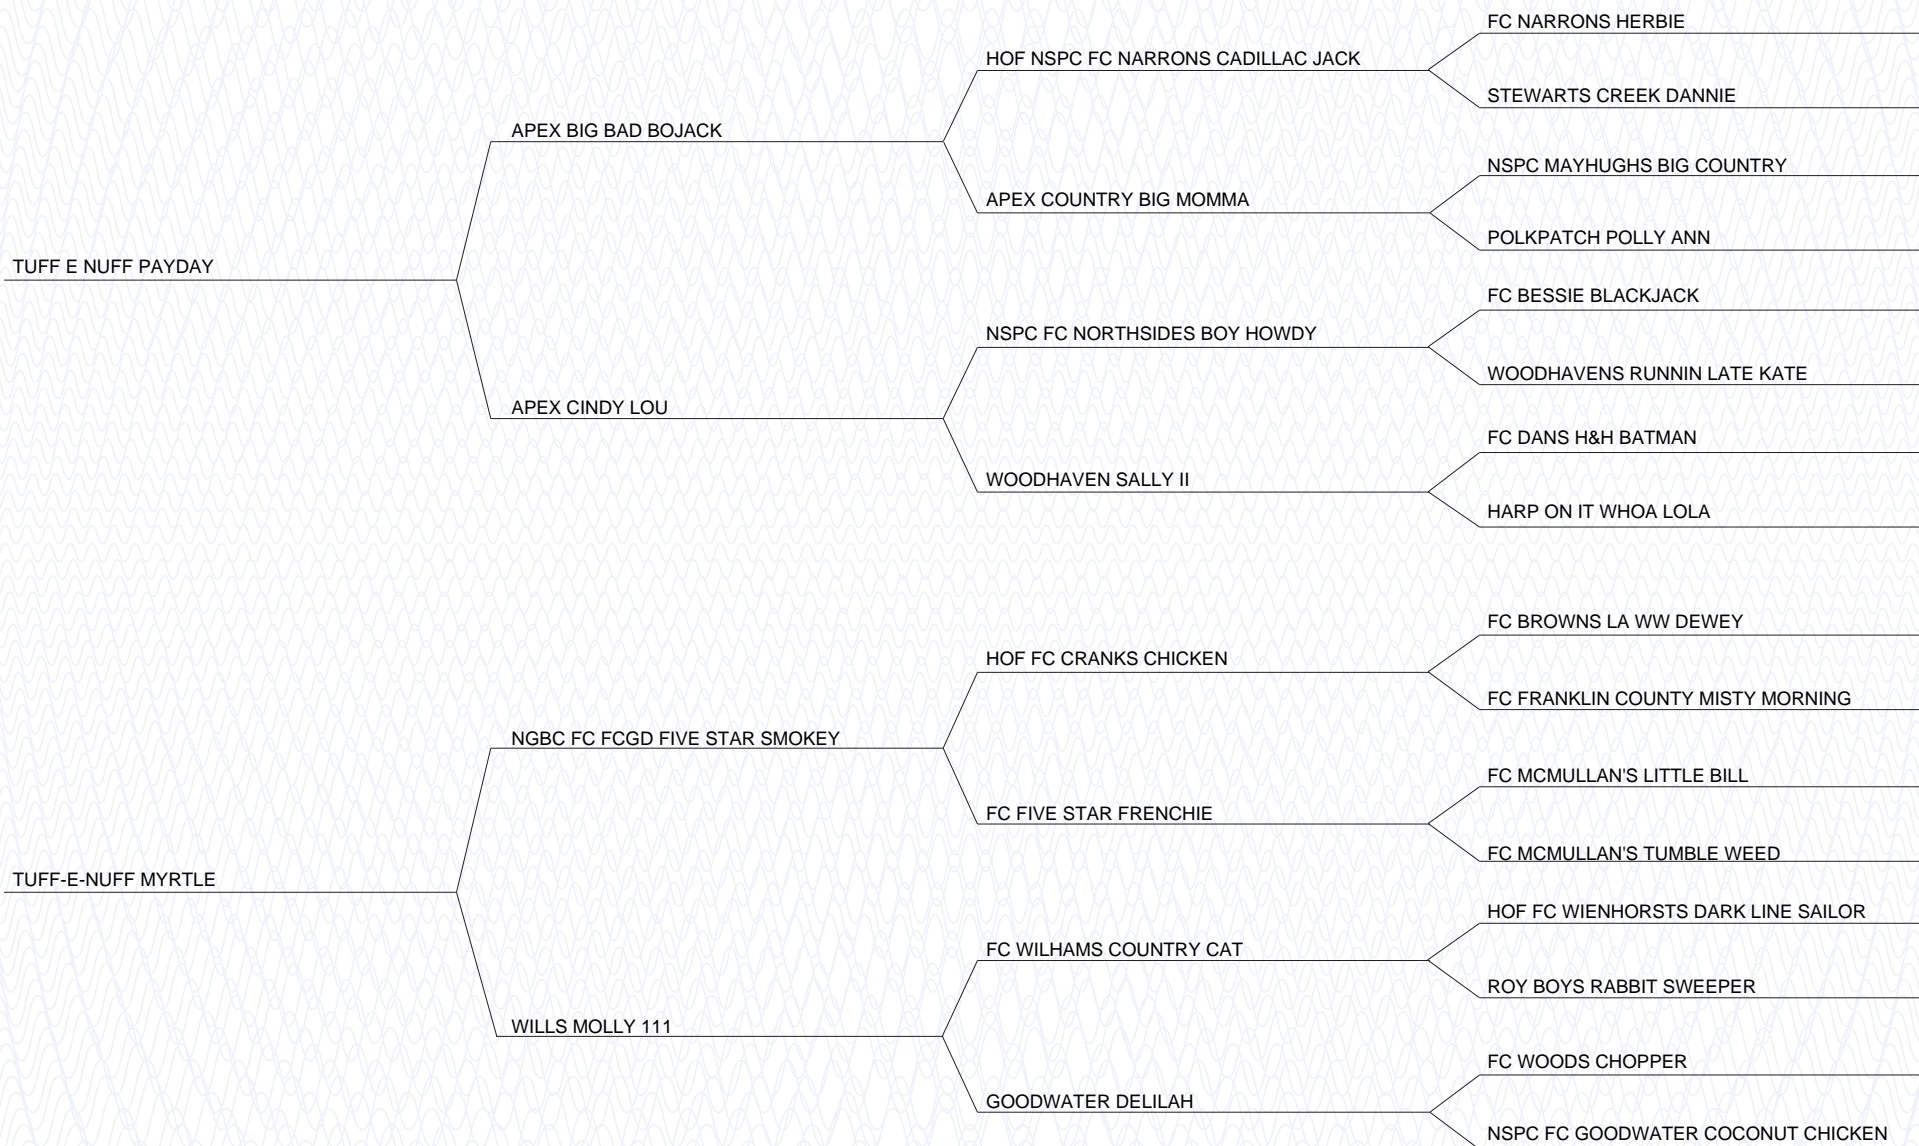 FC NARRONS HERBIE
HOF NSPC FC NARRONS CADILLAC JACK
STEWARTS CREEK DANNIE
APEX BIG BAD BOJACK
NSPC MAYHUGHS BIG COUNTRY
APEX COUNTRY BIG MOMMA
POLKPATCH POLLY ANN
TUFF E NUFF PAYDAY
FC BESSIE BLACKJACK
NSPC FC NORTHSIDES BOY HOWDY
WOODHAVENS RUNNIN LATE KATE
APEX CINDY LOU
FC DANS H&H BATMAN
WOODHAVEN SALLY II
HARP ON IT WHOA LOLA
FC BROWNS LA WW DEWEY
HOF FC CRANKS CHICKEN
FC FRANKLIN COUNTY MISTY MORNING
NGBC FC FCGD FIVE STAR SMOKEY
FC MCMULLAN'S LITTLE BILL
FC FIVE STAR FRENCHIE
FC MCMULLAN'S TUMBLE WEED
TUFF-E-NUFF MYRTLE
HOF FC WIENHORSTS DARK LINE SAILOR
FC WILHAMS COUNTRY CAT
ROY BOYS RABBIT SWEEPER
WILLS MOLLY 111
FC WOODS CHOPPER
GOODWATER DELILAH
NSPC FC GOODWATER COCONUT CHICKEN